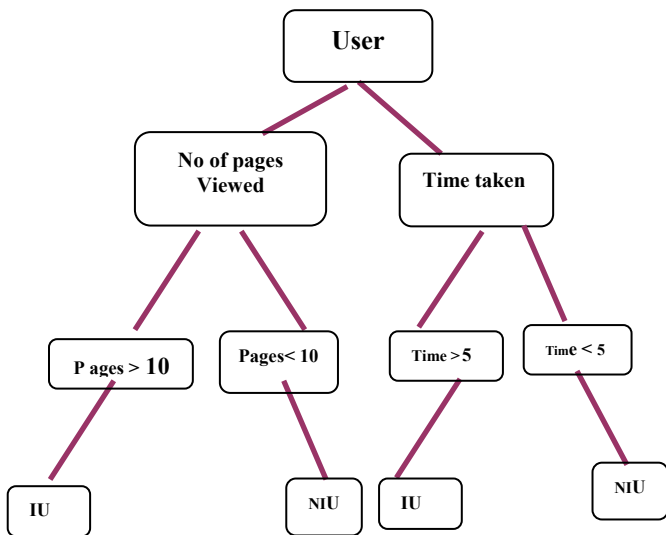 User
No of pages
Viewed
Time taken
P ages > 10
Pages< 10
Time >5
Time < 5
IU
NIU
IU
NIU